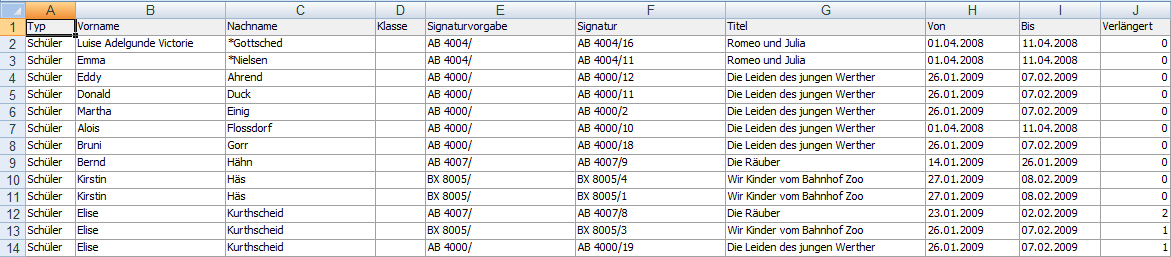 A B C D E F G H I J
1 Typ Vorname Nachname Klasse Signaturvorgabe Signatur Titel Von Bis Verlängert
2 Schüler Luise Adelgunde Victorie *Gottsched AB 4004/ AB 4004/16 Romeo und Julia 01.04.2008 11.04.2008 0
3 Schüler Emma *Nielsen AB 4004/ AB 4004/11 Romeo und Julia 01.04.2008 11.04.2008 0
4 Schüler Eddy Ahrend AB 4000/ AB 4000/12 Die Leiden des jungen Werther 26.01.2009 07.02.2009 0
5 Schüler Donald Duck AB 4000/ AB 4000/11 Die Leiden des jungen Werther 26.01.2009 07.02.2009 0
6 Schüler Martha Einig AB 4000/ AB 4000/2 Die Leiden des jungen Werther 26.01.2009 07.02.2009 0
7 Schüler Alois Flossdorf AB 4000/ AB 4000/10 Die Leiden des jungen Werther 01.04.2008 11.04.2008 0
8 Schüler Bruni Gorr AB 4000/ AB 4000/18 Die Leiden des jungen Werther 26.01.2009 07.02.2009 0
9 Schüler Bernd Hähn AB 4007/ AB 4007/9 Die Räuber 14.01.2009 26.01.2009 0
10 Schüler Kirstin Häs BX 8005/ BX 8005/4 Wir Kinder vom Bahnhof Zoo 27.01.2009 08.02.2009 0
11 Schüler Kirstin Häs BX 8005/ BX 8005/1 Wir Kinder vom Bahnhof Zoo 27.01.2009 08.02.2009 0
12 Schüler Elise Kurthscheid AB 4007/ AB 4007/8 Die Räuber 23.01.2009 02.02.2009 2
13 Schüler Elise Kurthscheid BX 8005/ BX 8005/3 Wir Kinder vom Bahnhof Zoo 26.01.2009 07.02.2009 1
14 Schüler Elise Kurthscheid AB 4000/ AB 4000/19 Die Leiden des jungen Werther 26.01.2009 07.02.2009 1